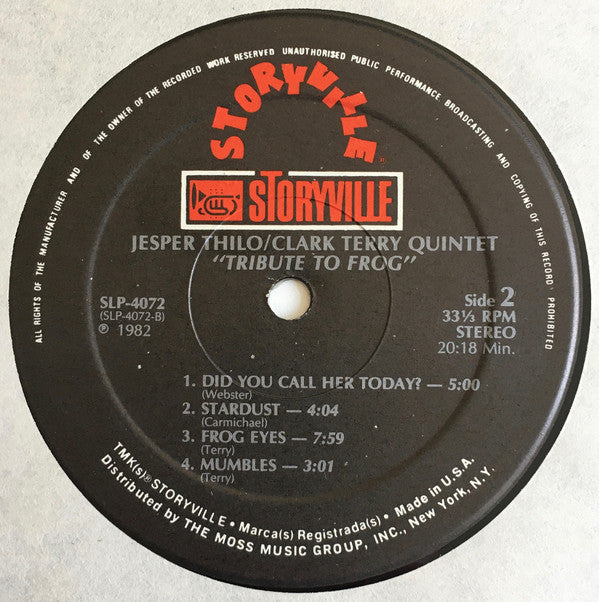 ALL RIGHTS OF THE MANUFACTURER AND OF THE OWNER OF THE RECORDED WORK RESERVED UNAUTHORISED PUBLIC PERFORMANCE BROADCASTING AND COPYING OF THIS RECORD PROHIBITED
STORYVILLE®
STORYVILLE
JESPER THILO/CLARK TERRY QUINTET
"TRIBUTE TO FROG"
SLP-4072
(SLP-4072-B)
℗ 1982
Side 2
33⅓ RPM
STEREO
20:18 Min.
1. DID YOU CALL HER TODAY? — 5:00
(Webster)
2. STARDUST — 4:04
(Carmichael)
3. FROG EYES — 7:59
(Terry)
4. MUMBLES — 3:01
(Terry)
TMK(s)® STORYVILLE • Marca(s) Registrada(s) • Made in U.S.A.
Distributed by THE MOSS MUSIC GROUP, INC., New York, N.Y.